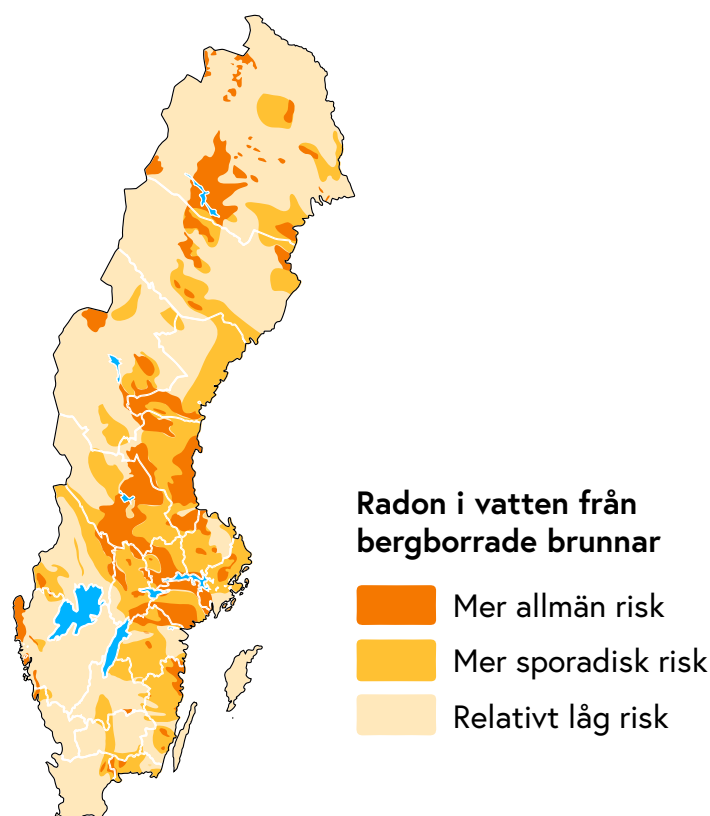 Radon i vatten från
bergborrade brunnar
Mer allmän risk
Mer sporadisk risk
Relativt låg risk